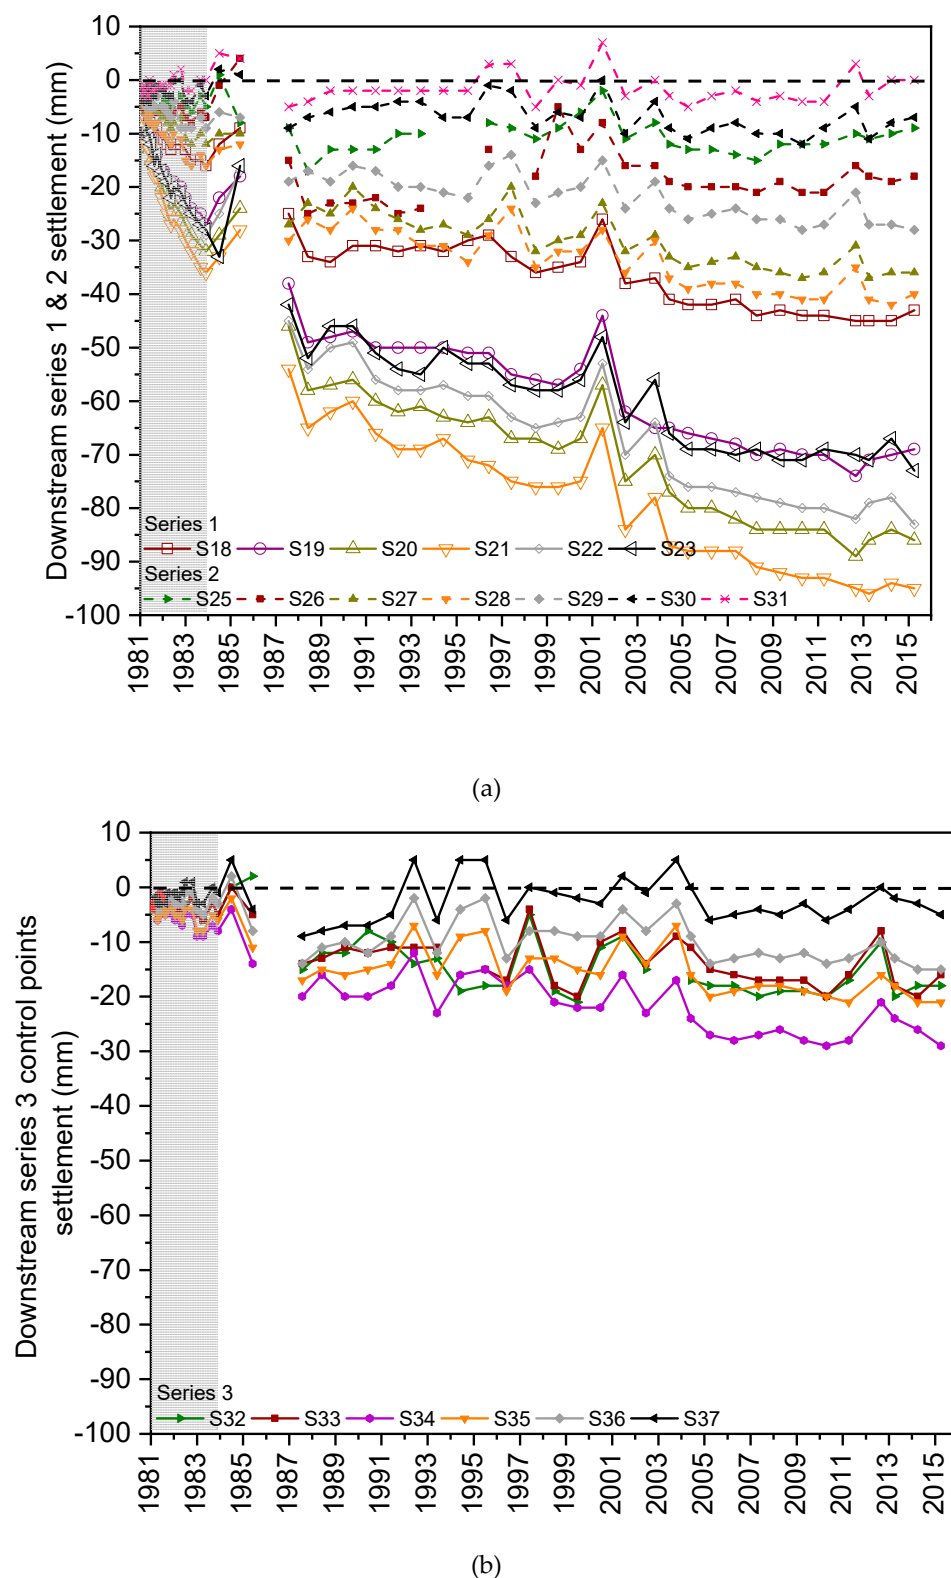 Downstream series 1 & 2 settlement (mm)
10
0
-10
-20
-30
-40
-50
-60
-70
-80
-90
-100
Series 1
S18 S19 S20 S21 S22 S23
Series 2
S25 S26 S27 S28 S29 S30 S31
1981 1983 1985 1987 1989 1991 1993 1995 1997 1999 2001 2003 2005 2007 2009 2011 2013 2015
(a)
Downstream series 3 control points
settlement (mm)
10
0
-10
-20
-30
-40
-50
-60
-70
-80
-90
-100
Series 3
S32 S33 S34 S35 S36 S37
1981 1983 1985 1987 1989 1991 1993 1995 1997 1999 2001 2003 2005 2007 2009 2011 2013 2015
(b)